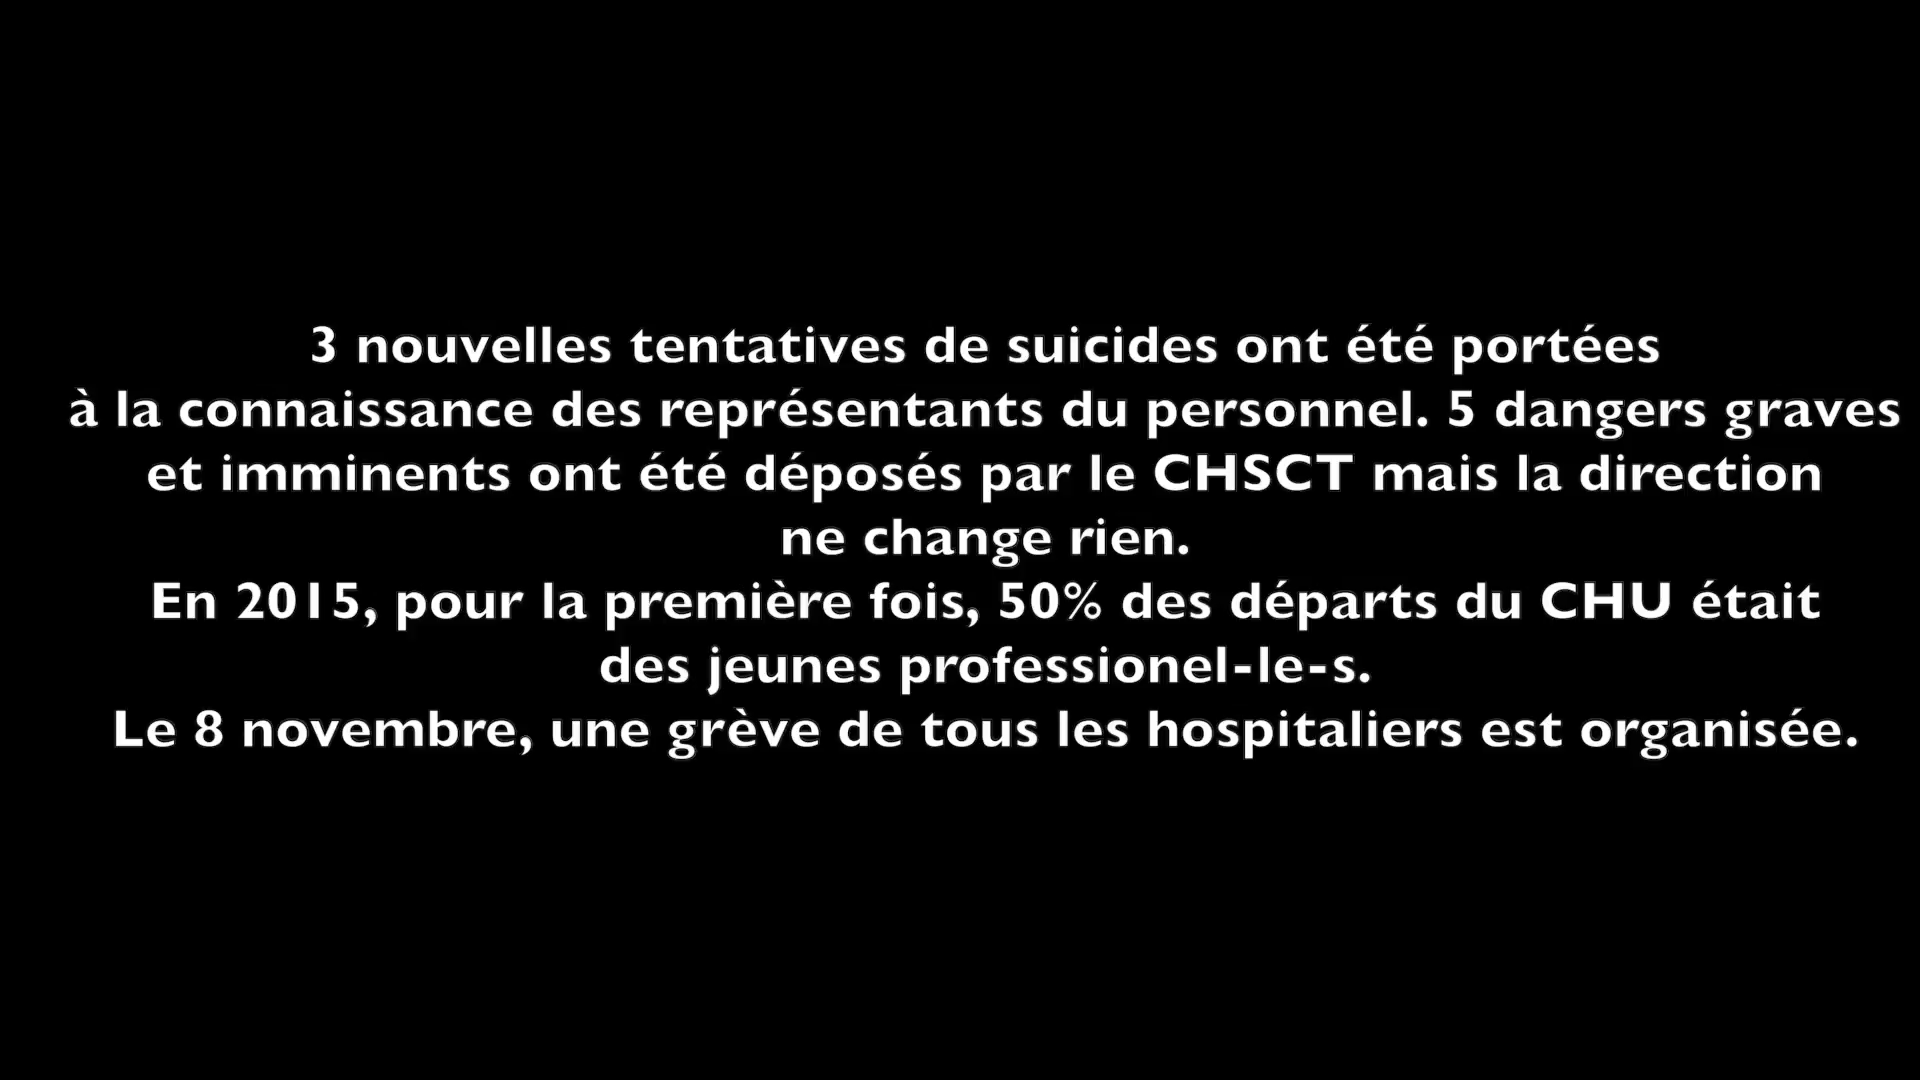 3 nouvelles tentatives de suicides ont été portées
à la connaissance des représentants du personnel. 5 dangers graves
et imminents ont été déposés par le CHSCT mais la direction
ne change rien.
En 2015, pour la première fois, 50% des départs du CHU était
des jeunes professionel-le-s.
Le 8 novembre, une grève de tous les hospitaliers est organisée.